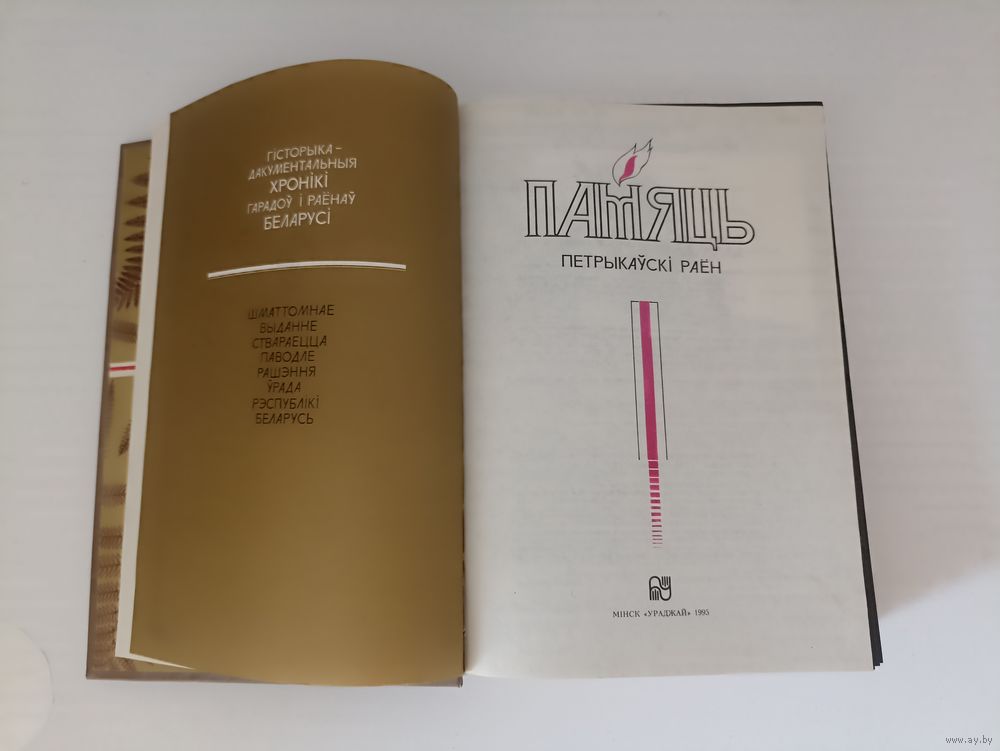 ГІСТОРЫКА-
ДАКУМЕНТАЛЬНЫЯ
ХРОНІКІ
ГАРАДОЎ І РАЁНАЎ
БЕЛАРУСІ
ШМАТТОМНАЕ
ВЫДАННЕ
СТВАРАЕЦЦА
ПАВОДЛЕ
РАШЭННЯ
ЎРАДА
РЭСПУБЛІКІ
БЕЛАРУСЬ
ПАМЯЦЬ
ПЕТРЫКАЎСКІ РАЁН
МІНСК «УРАДЖАЙ» 1995
www.ay.by